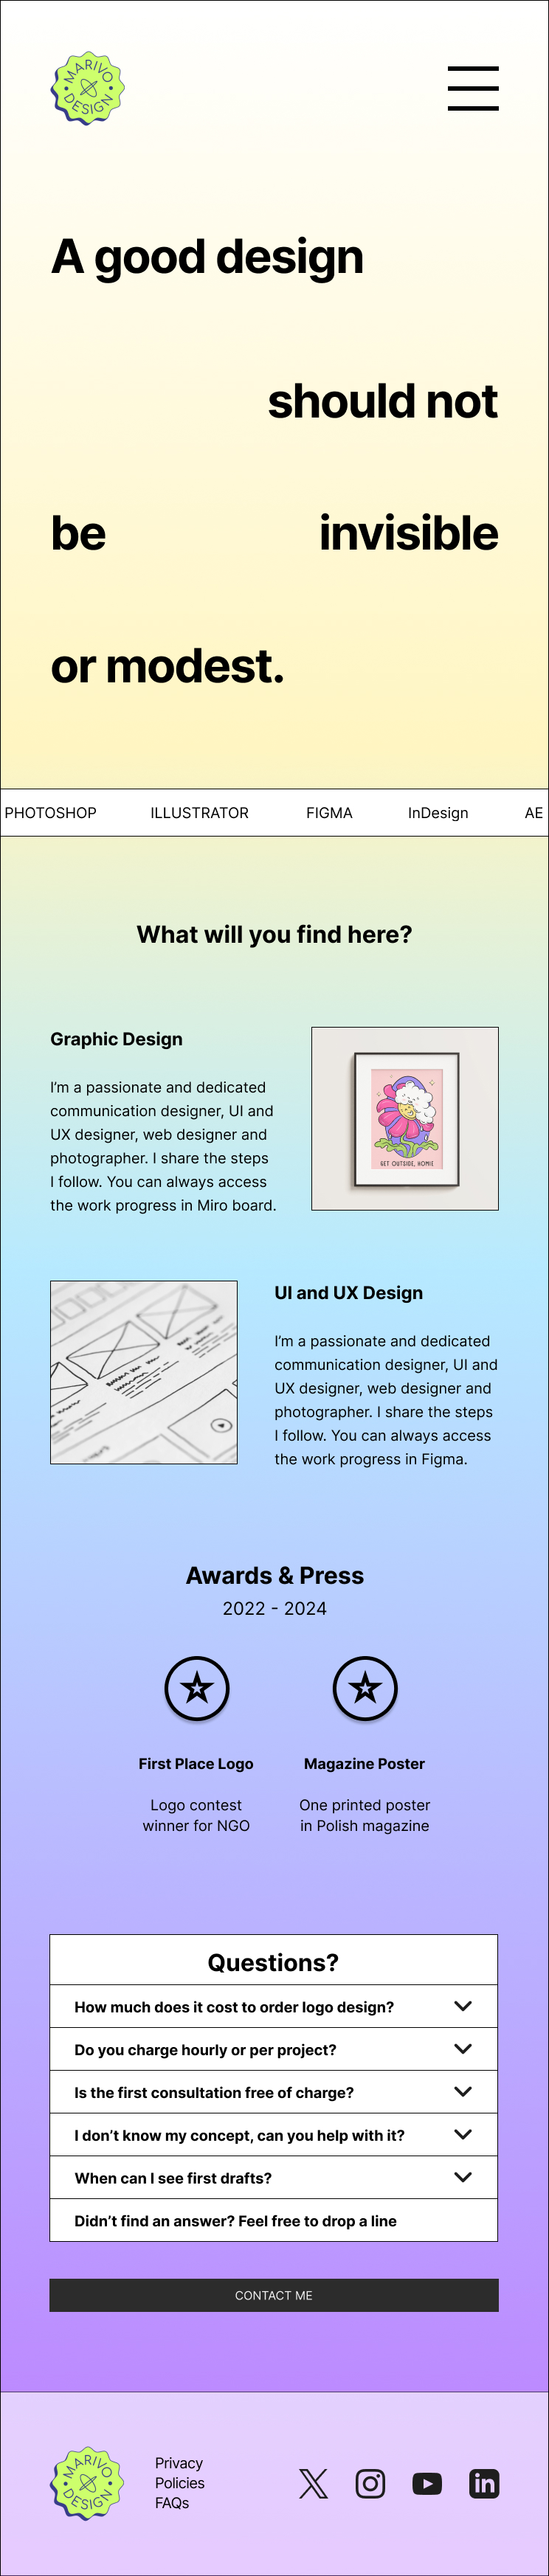 MARIVO
DESIGN
A good design
should not
be invisible
or modest.
PHOTOSHOP ILLUSTRATOR FIGMA InDesign AE
What will you find here?
Graphic Design
I’m a passionate and dedicated
communication designer, UI and
UX designer, web designer and
photographer. I share the steps
I follow. You can always access
the work progress in Miro board.
GET OUTSIDE, HOMIE
UI and UX Design
I’m a passionate and dedicated
communication designer, UI and
UX designer, web designer and
photographer. I share the steps
I follow. You can always access
the work progress in Figma.
Awards & Press
2022 - 2024
First Place Logo
Logo contest
winner for NGO
Magazine Poster
One printed poster
in Polish magazine
Questions?
How much does it cost to order logo design?
Do you charge hourly or per project?
Is the first consultation free of charge?
I don’t know my concept, can you help with it?
When can I see first drafts?
Didn’t find an answer? Feel free to drop a line
CONTACT ME
MARIVO
DESIGN
Privacy
Policies
FAQs